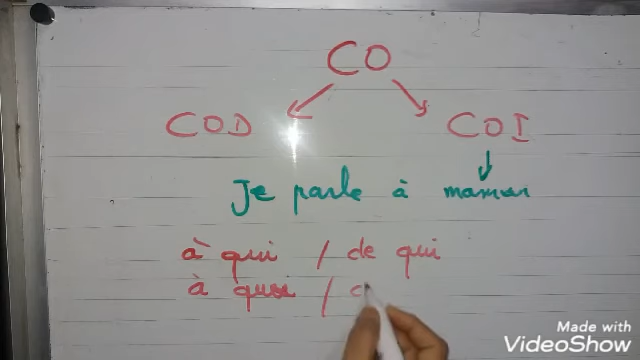 CO
COD COI
Je parle à maman
à qui / de qui
à quoi /
Made with
VideoShow